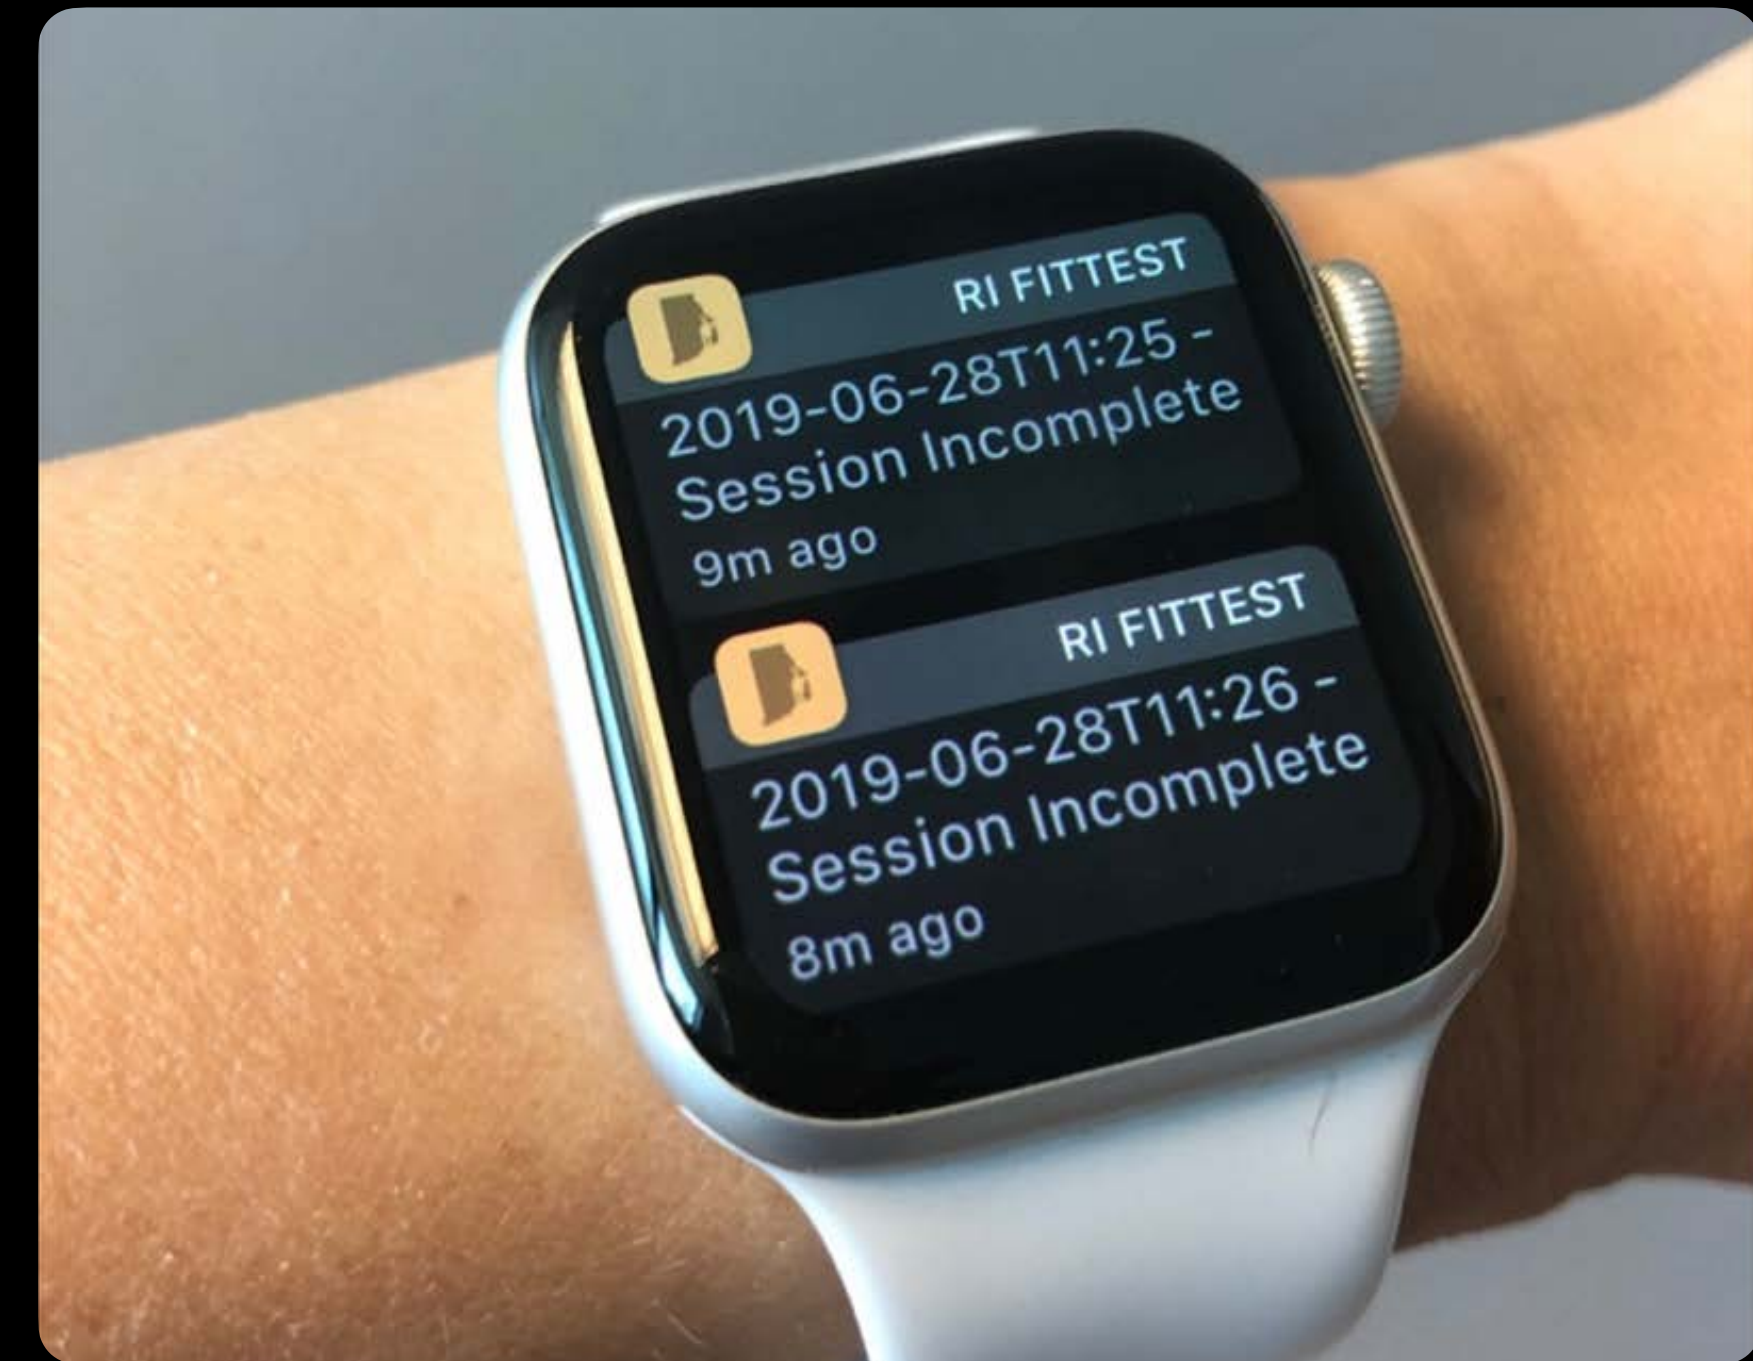 RI FITTEST
2019-06-28T11:25 -
Session Incomplete
9m ago
RI FITTEST
2019-06-28T11:26 -
Session Incomplete
8m ago